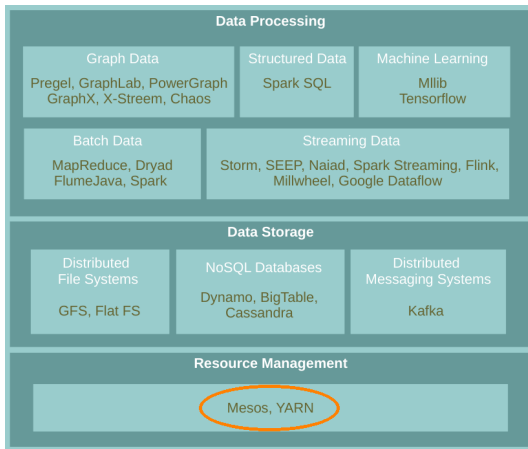 Data Processing
Graph Data
Pregel, GraphLab, PowerGraph
GraphX, X-Streem, Chaos
Structured Data
Spark SQL
Machine Learning
Mllib
Tensorflow
Batch Data
MapReduce, Dryad
FlumeJava, Spark
Streaming Data
Storm, SEEP, Naiad, Spark Streaming, Flink,
Millwheel, Google Dataflow
Data Storage
Distributed
File Systems
GFS, Flat FS
NoSQL Databases
Dynamo, BigTable,
Cassandra
Distributed
Messaging Systems
Kafka
Resource Management
Mesos, YARN